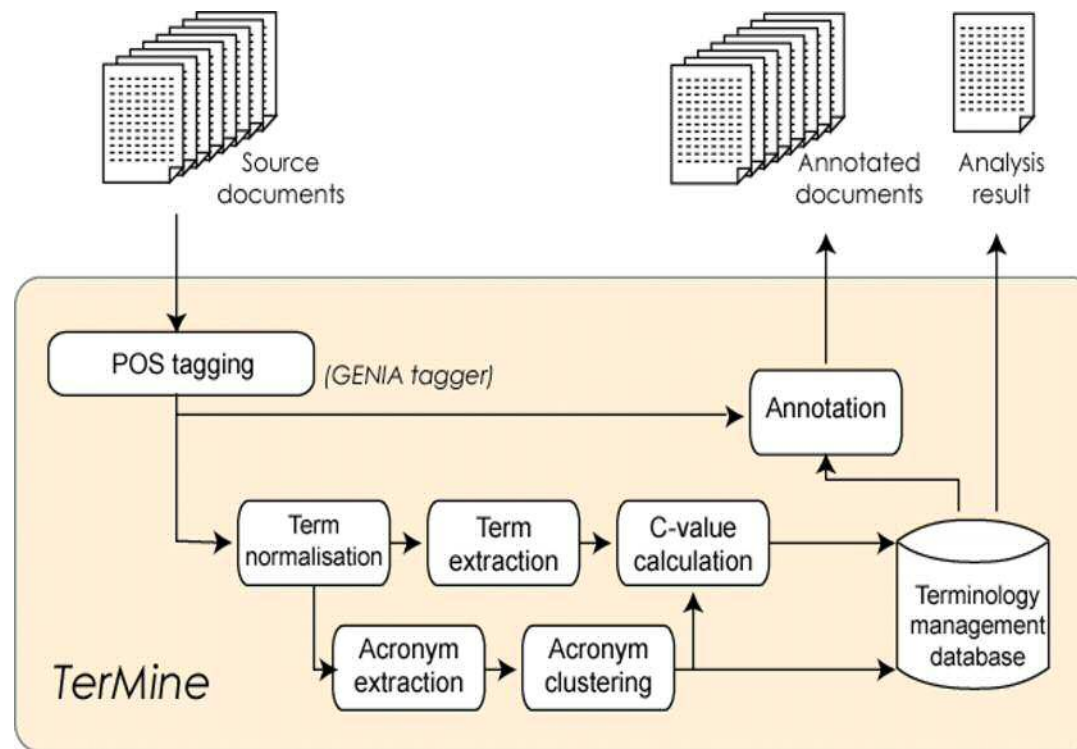 Source
documents
Annotated
documents
Analysis
result
POS tagging
(GENIA tagger)
Annotation
Term
normalisation
Term
extraction
C-value
calculation
Terminology
management
database
Acronym
extraction
Acronym
clustering
TerMine